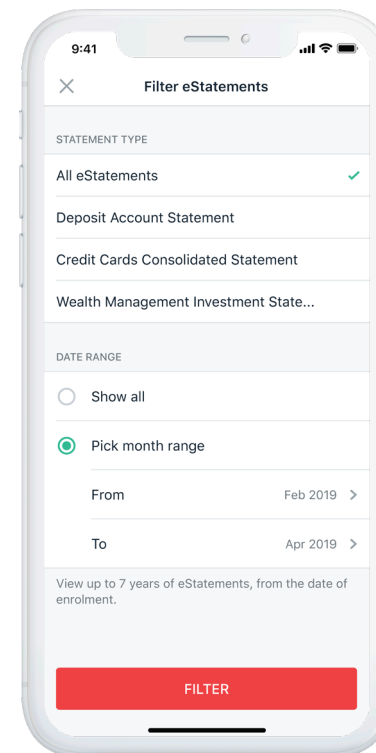 9:41
Filter eStatements
STATEMENT TYPE
All eStatements
Deposit Account Statement
Credit Cards Consolidated Statement
Wealth Management Investment State...
DATE RANGE
Show all
Pick month range
From Feb 2019
To Apr 2019
View up to 7 years of eStatements, from the date of
enrolment.
FILTER